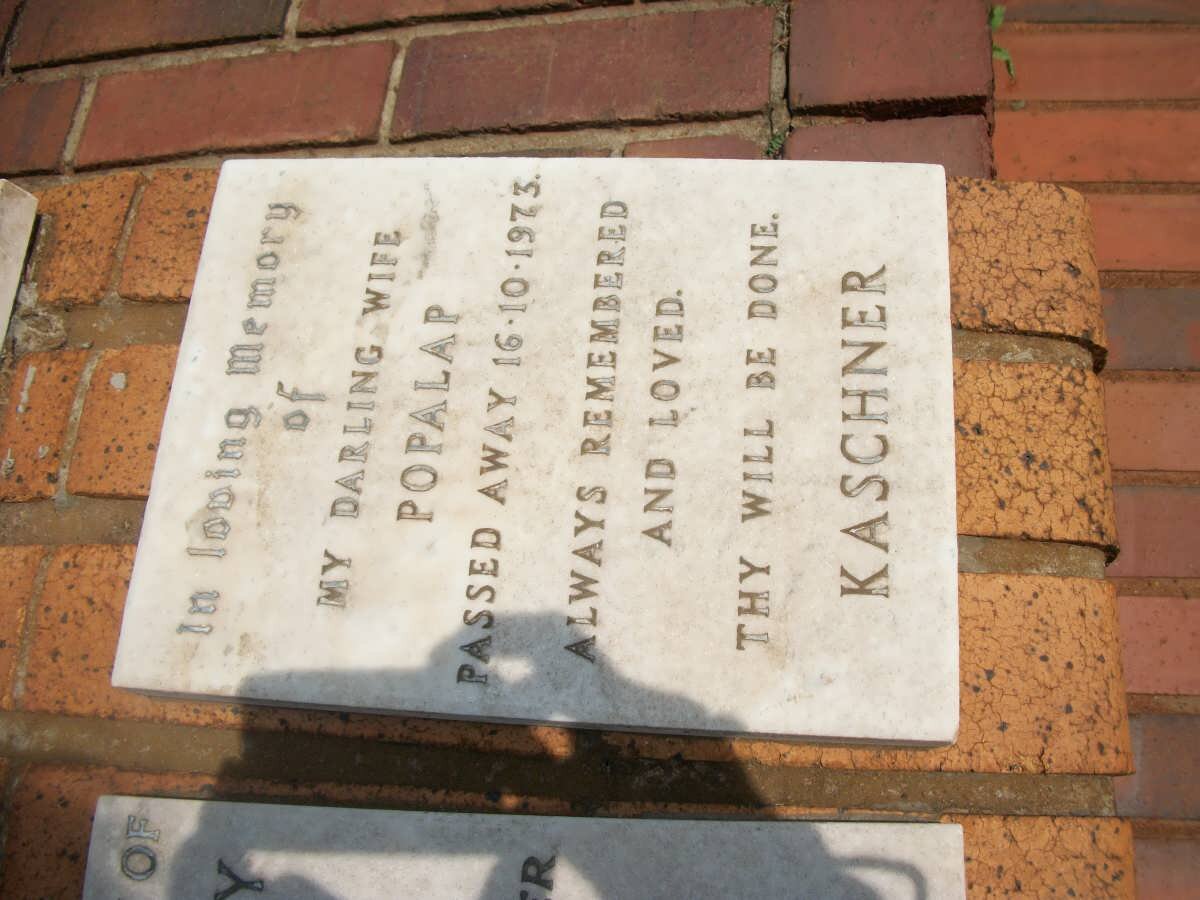 In loving Memory
of
MY DARLING WIFE
POPALAP
PASSED AWAY 16·10·1973.
ALWAYS REMEMBERED
AND LOVED.
THY WILL BE DONE.
KASCHNER
OF